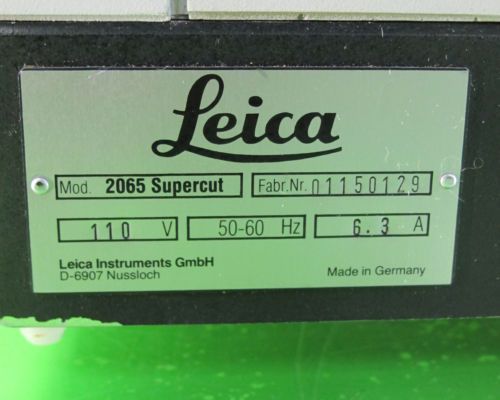 Leica
Mod. 2065 Supercut Fabr.Nr. 01150129
110 V 50-60 Hz 6.3 A
Leica Instruments GmbH
D-6907 Nussloch Made in Germany